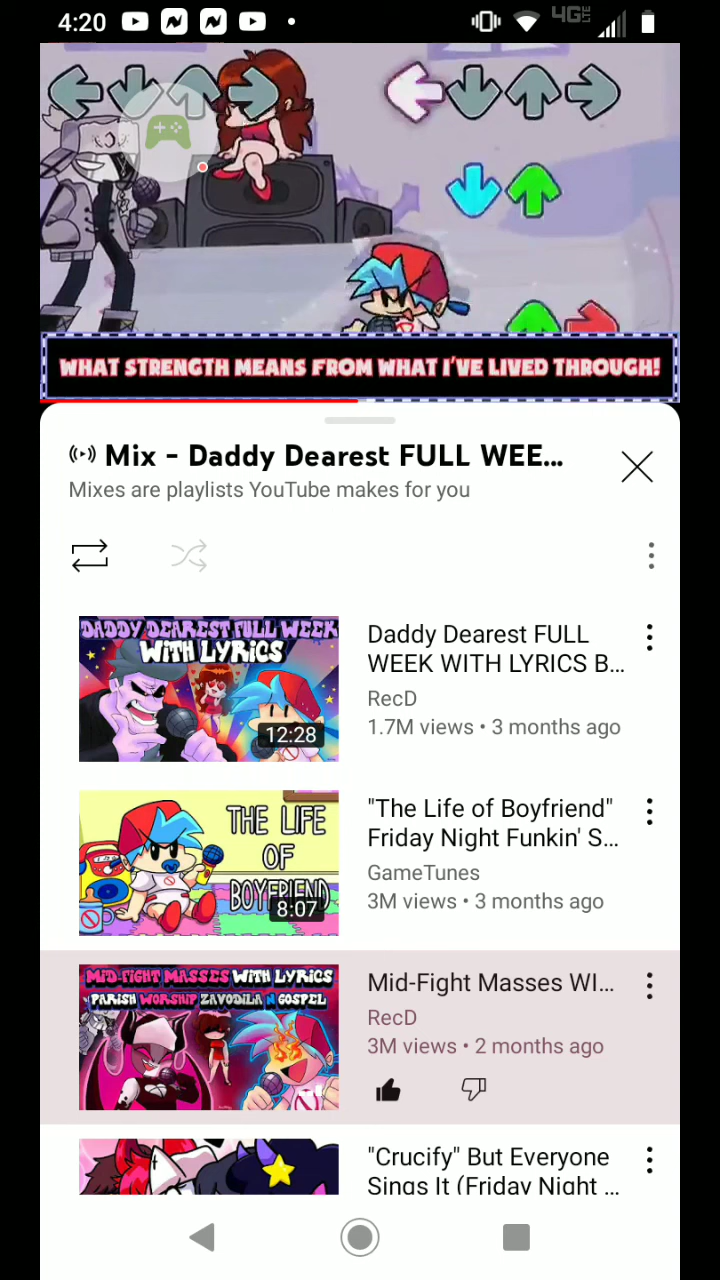 4:20
4G LTE
WHAT STRENGTH MEANS FROM WHAT I'VE LIVED THROUGH!
Mix - Daddy Dearest FULL WEE...
Mixes are playlists YouTube makes for you
DADDY DEAREST FULL WEEK
WITH LYRICS
12:28
Daddy Dearest FULL
WEEK WITH LYRICS B...
RecD
1.7M views • 3 months ago
THE LIFE
OF
BOYFRIEND
8:07
"The Life of Boyfriend"
Friday Night Funkin' S...
GameTunes
3M views • 3 months ago
MID-FIGHT MASSES WITH LYRICS
PARISH WORSHIP ZAVODILA N GOSPEL
Mid-Fight Masses WI...
RecD
3M views • 2 months ago
"Crucify" But Everyone
Sings It (Friday Night ...